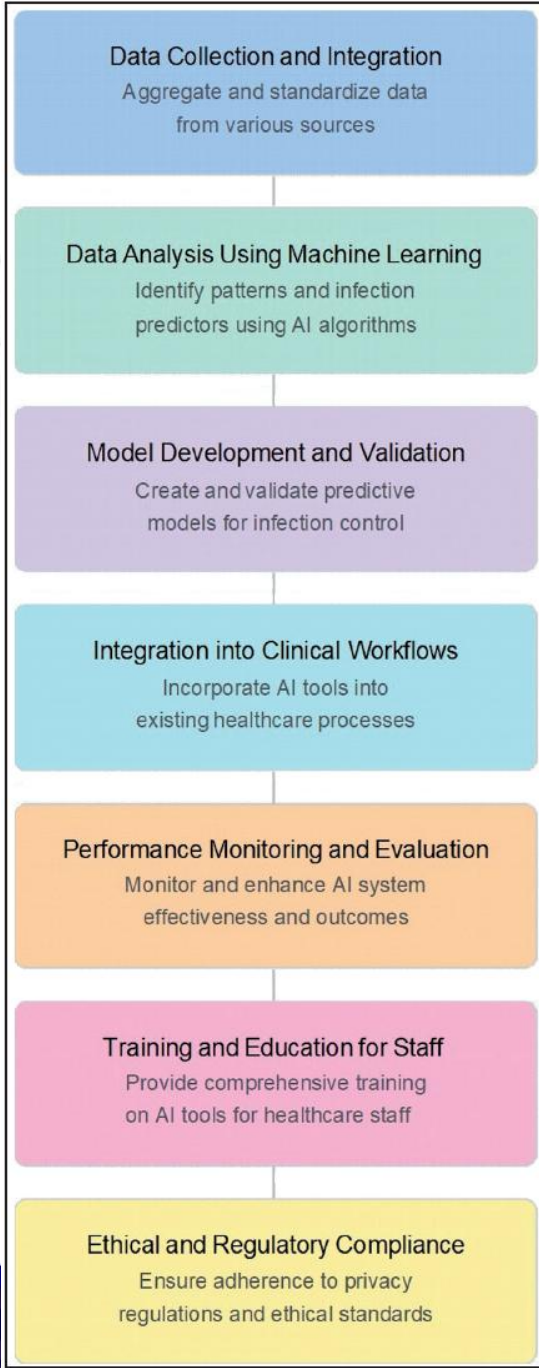 Data Collection and Integration
Aggregate and standardize data
from various sources
Data Analysis Using Machine Learning
Identify patterns and infection
predictors using AI algorithms
Model Development and Validation
Create and validate predictive
models for infection control
Integration into Clinical Workflows
Incorporate AI tools into
existing healthcare processes
Performance Monitoring and Evaluation
Monitor and enhance AI system
effectiveness and outcomes
Training and Education for Staff
Provide comprehensive training
on AI tools for healthcare staff
Ethical and Regulatory Compliance
Ensure adherence to privacy
regulations and ethical standards